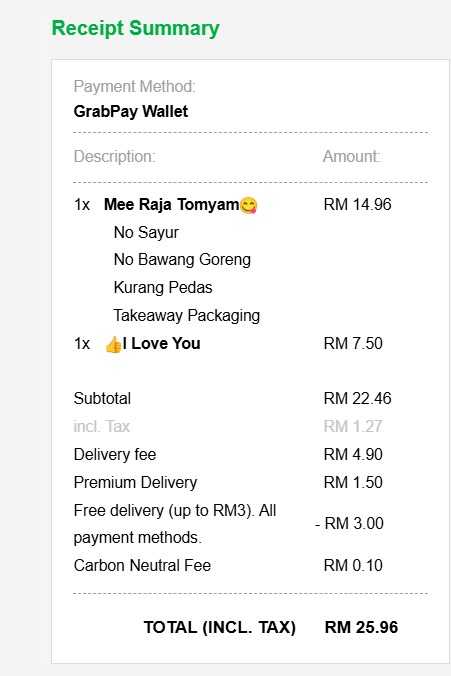 Receipt Summary
Payment Method:
GrabPay Wallet
Description: Amount:
1x Mee Raja Tomyam😋 RM 14.96
No Sayur
No Bawang Goreng
Kurang Pedas
Takeaway Packaging
1x 👍I Love You RM 7.50
Subtotal RM 22.46
incl. Tax RM 1.27
Delivery fee RM 4.90
Premium Delivery RM 1.50
Free delivery (up to RM3). All
payment methods. - RM 3.00
Carbon Neutral Fee RM 0.10
TOTAL (INCL. TAX) RM 25.96